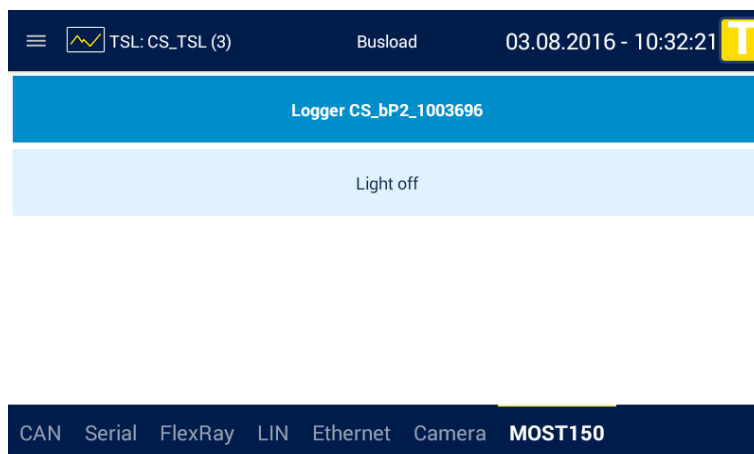 TSL: CS_TSL (3) Busload 03.08.2016 - 10:32:21 T
Logger CS_bP2_1003696
Light off
CAN Serial FlexRay LIN Ethernet Camera MOST150